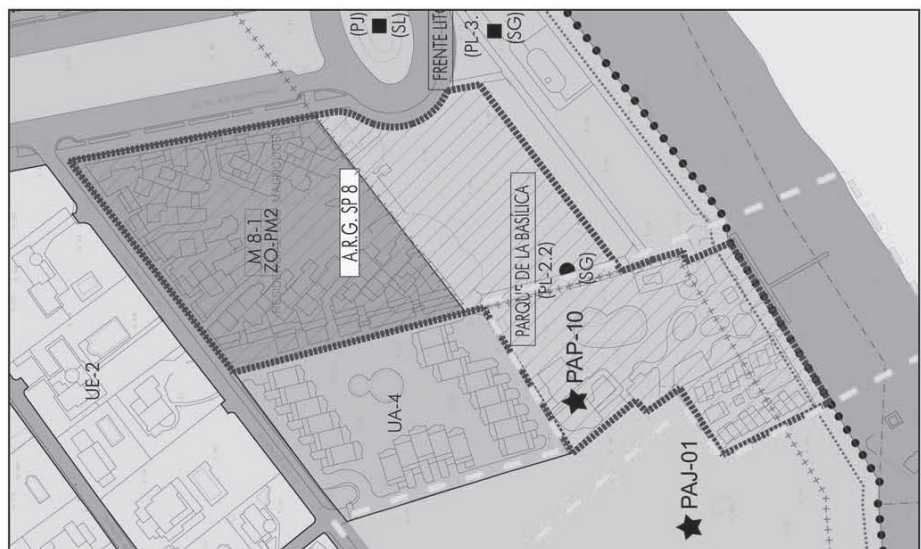 (PJ)
(SL)
FRENTE LITO
(PL-3.
(SG)
M 8-1
ZO-PM2
A.R.G. SP 8
PARQUE DE LA BASÍLICA
(PL-2.2)
(SG)
UE-2
UA-4
PAP-10
PAJ-01